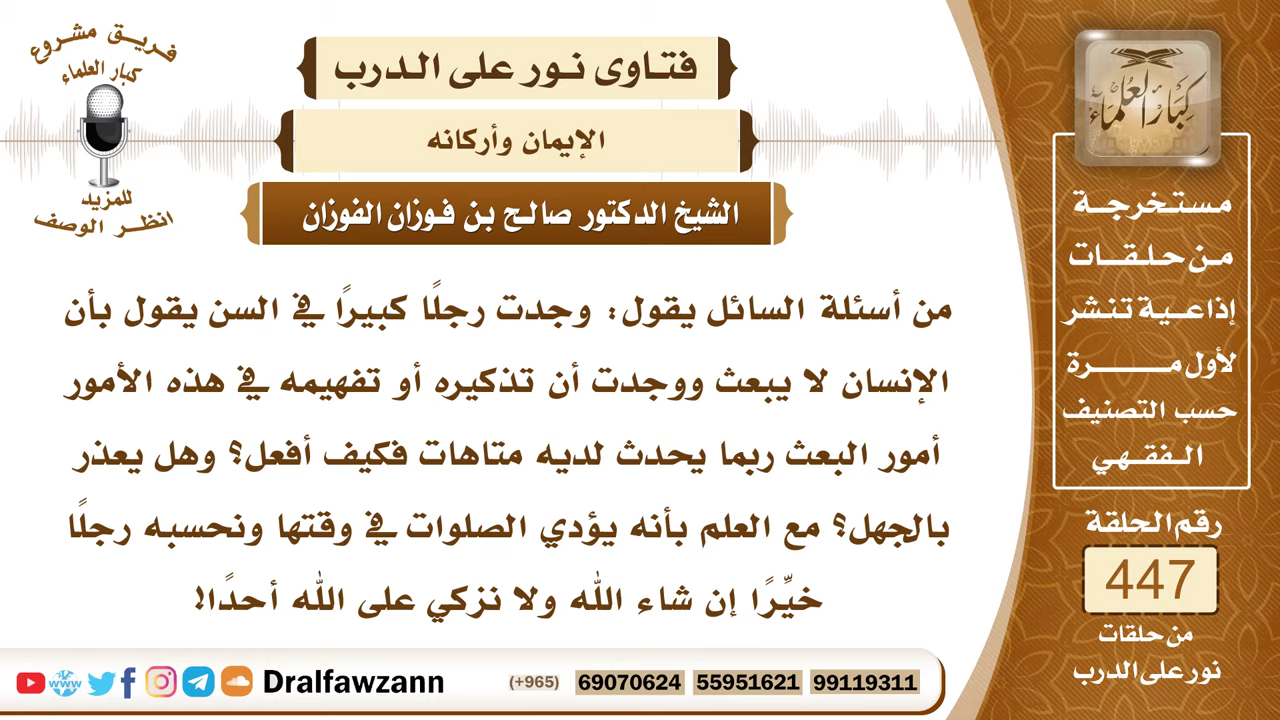 فريق مشروع
كبار العلماء
للمزيد
انظر الوصف
فتاوى نور على الدرب
الإيمان وأركانه
الشيخ الدكتور صالح بن فوزان الفوزان
من أسئلة السائل يقول: وجدت رجلًا كبيرًا في السن يقول بأن
الإنسان لا يبعث ووجدت أن تذكيره أو تفهيمه في هذه الأمور
أمور البعث ربما يحدث لديه متاهات فكيف أفعل؟ وهل يعذر
بالجهل؟ مع العلم بأنه يؤدي الصلوات في وقتها ونحسبه رجلًا
خيِّرًا إن شاء الله ولا نزكي على الله أحدًا!
كِبَارُ العُلَمَاءِ
مستخرجة
من حلقات
إذاعية تنشر
لأول مرة
حسب التصنيف
الفقهي
رقم الحلقة
447
من حلقات
نور على الدرب
WWW Dralfawzann (+965) 69070624 55951621 99119311